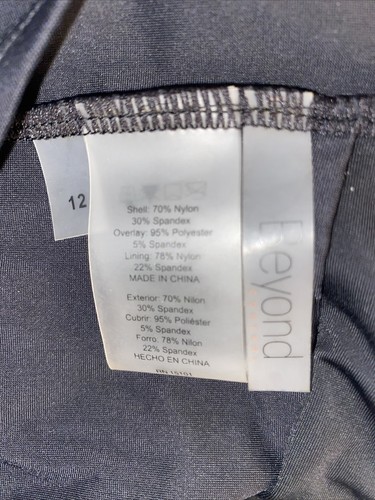 12
Shell: 70% Nylon
30% Spandex
Overlay: 95% Polyester
5% Spandex
Lining: 78% Nylon
22% Spandex
MADE IN CHINA
Exterior: 70% Nilon
30% Spandex
Cubrir: 95% Poliéster
5% Spandex
Forro: 78% Nylon
22% Spandex
HECHO EN CHINA
Beyond